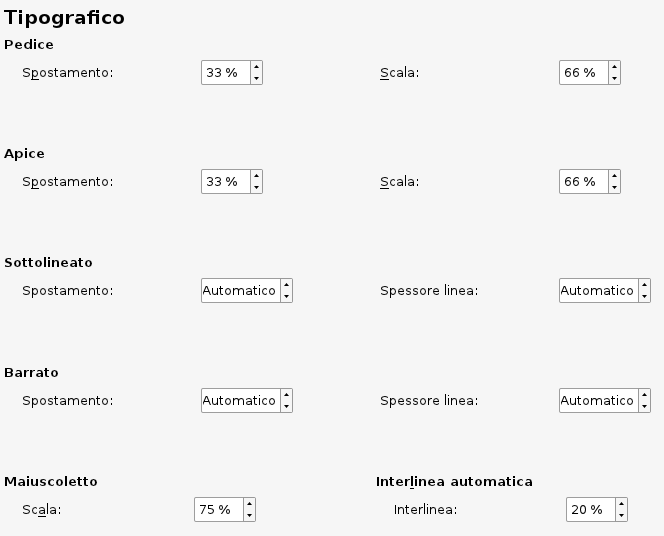 Tipografico
Pedice
Spostamento: 33 % Scala: 66 %
Apice
Spostamento: 33 % Scala: 66 %
Sottolineato
Spostamento: Automatico Spessore linea: Automatico
Barrato
Spostamento: Automatico Spessore linea: Automatico
Maiuscoletto Interlinea automatica
Scala: 75 % Interlinea: 20 %